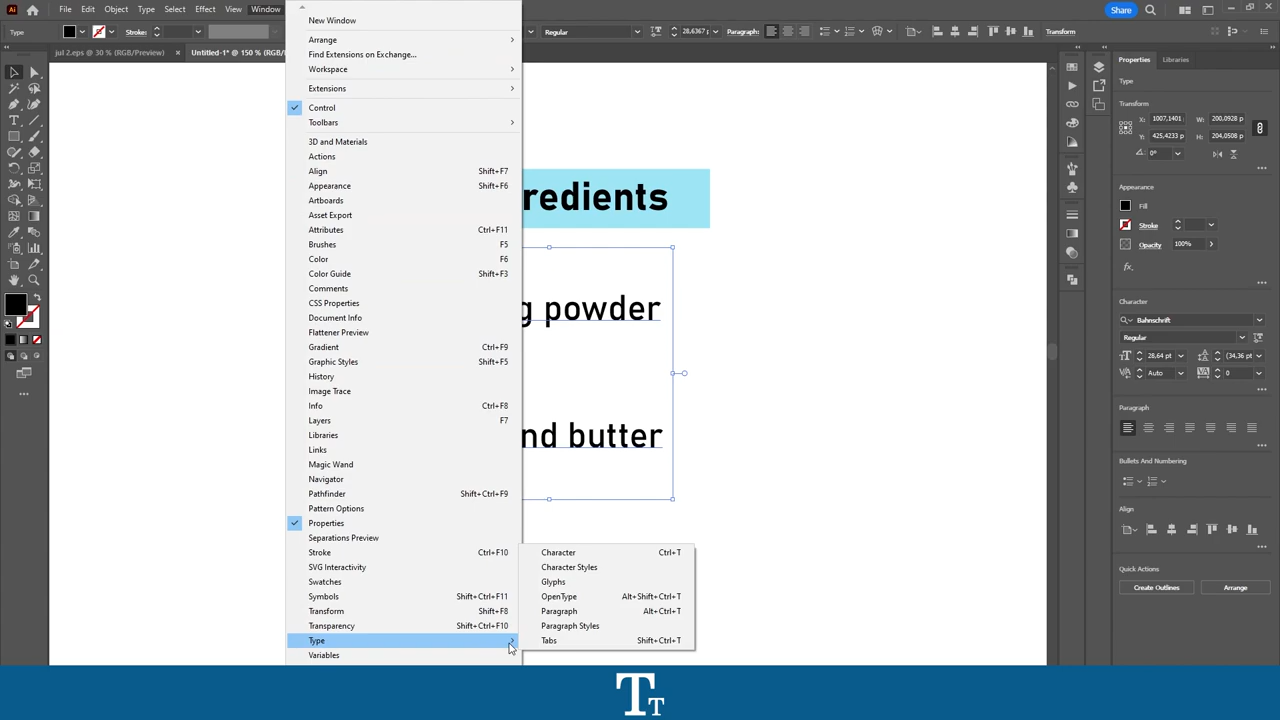 Ai File Edit Object Type Select Effect View Window Share
Type Stroke: Regular 28,6367 pt Paragraph: Transform
jul 2.eps @ 30 % (RGB/Preview) × Untitled-1* @ 150 % (RGB/
New Window
Arrange
Find Extensions on Exchange...
Workspace
Extensions
Control
Toolbars
3D and Materials
Actions
Align Shift+F7
Appearance Shift+F6
Artboards
Asset Export
Attributes Ctrl+F11
Brushes F5
Color F6
Color Guide Shift+F3
Comments
CSS Properties
Document Info
Flattener Preview
Gradient Ctrl+F9
Graphic Styles Shift+F5
History
Image Trace
Info Ctrl+F8
Layers F7
Libraries
Links
Magic Wand
Navigator
Pathfinder Shift+Ctrl+F9
Pattern Options
Properties
Separations Preview
Stroke Ctrl+F10
SVG Interactivity
Swatches
Symbols Shift+Ctrl+F11
Transform Shift+F8
Transparency Shift+Ctrl+F10
Type
Variables
Character Ctrl+T
Character Styles
Glyphs
OpenType Alt+Shift+Ctrl+T
Paragraph Alt+Ctrl+T
Paragraph Styles
Tabs Shift+Ctrl+T
redients
g powder
nd butter
Properties Libraries
Type
Transform
X: 1007,1401 W: 200,0928 p
Y: 425,4233 p H: 204,0508 p
0°
Appearance
Fill
Stroke
Opacity 100%
fx.
Character
Bahnschrift
Regular
28,64 pt (34,36 pt
Auto 0
Paragraph
Bullets And Numbering
Align
Quick Actions
Create Outlines Arrange
TT